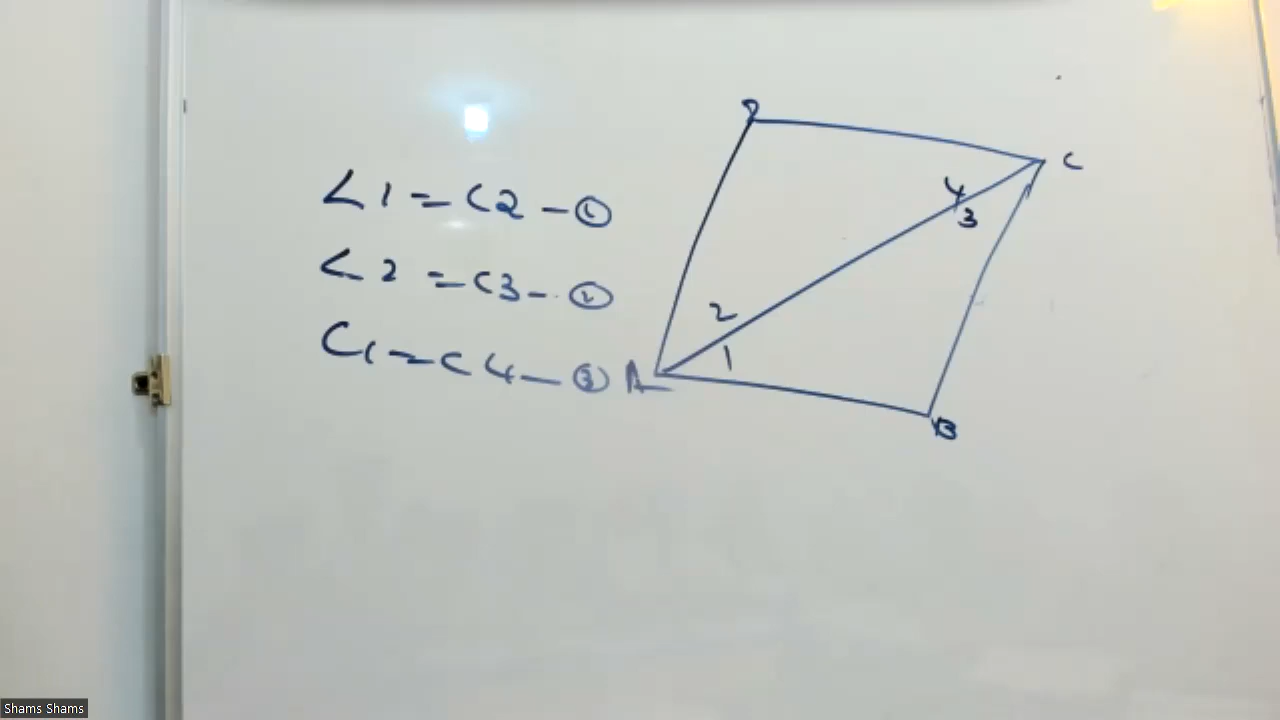 ∠1 = ∠2 - ①
∠2 = ∠3 - ②
∠1 = ∠4 - ③
D
C
4
3
2
1
A
B
Shams Shams